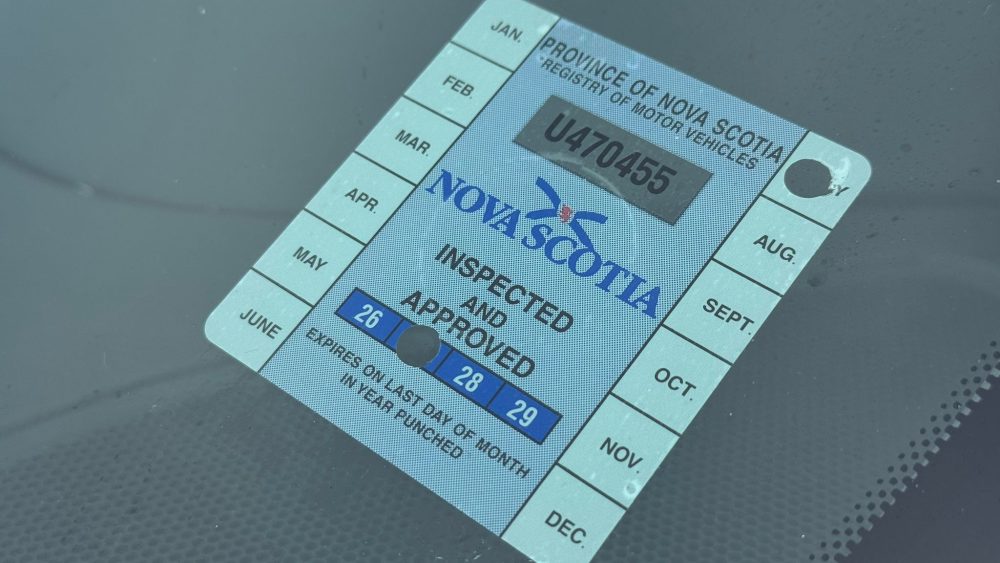 PROVINCE OF NOVA SCOTIA
REGISTRY OF MOTOR VEHICLES
U470455
NOVA SCOTIA
INSPECTED
AND
APPROVED
26 28 29
EXPIRES ON LAST DAY OF MONTH
IN YEAR PUNCHED
JAN.
FEB.
MAR.
APR.
MAY
JUNE
AUG.
SEPT.
OCT.
NOV.
DEC.